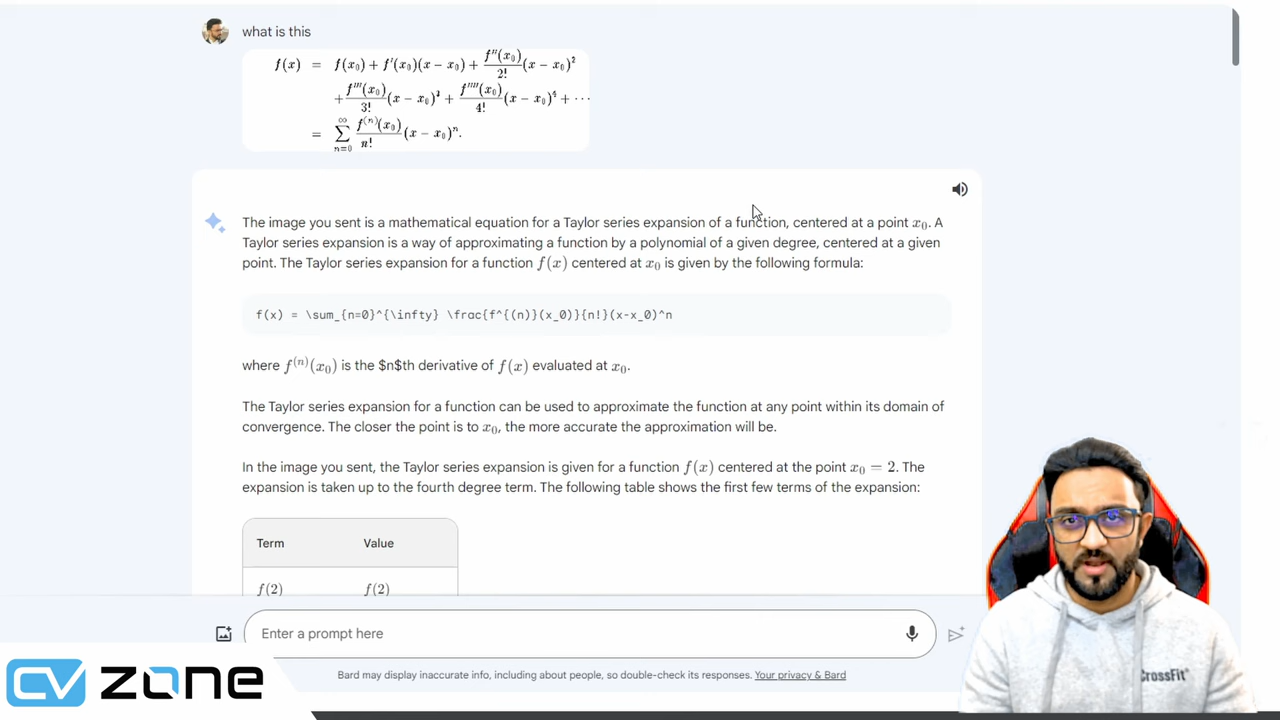 what is this
f(x) = f(x₀) + f′(x₀)(x − x₀) + f″(x₀)/2! (x − x₀)²
+ f‴(x₀)/3! (x − x₀)³ + f⁗(x₀)/4! (x − x₀)⁴ + ···
= ∑ₙ₌₀^∞ f⁽ⁿ⁾(x₀)/n! (x − x₀)ⁿ.
The image you sent is a mathematical equation for a Taylor series expansion of a function, centered at a point x₀. A
Taylor series expansion is a way of approximating a function by a polynomial of a given degree, centered at a given
point. The Taylor series expansion for a function f(x) centered at x₀ is given by the following formula:
f(x) = \sum_{n=0}^{\infty} \frac{f^{(n)}(x_0)}{n!}(x-x_0)^n
where f⁽ⁿ⁾(x₀) is the $n$th derivative of f(x) evaluated at x₀.
The Taylor series expansion for a function can be used to approximate the function at any point within its domain of
convergence. The closer the point is to x₀, the more accurate the approximation will be.
In the image you sent, the Taylor series expansion is given for a function f(x) centered at the point x₀ = 2. The
expansion is taken up to the fourth degree term. The following table shows the first few terms of the expansion:
Term Value
f(2) f(2)
Enter a prompt here
Bard may display inaccurate info, including about people, so double-check its responses. Your privacy & Bard
CV ZONE
CrossFit